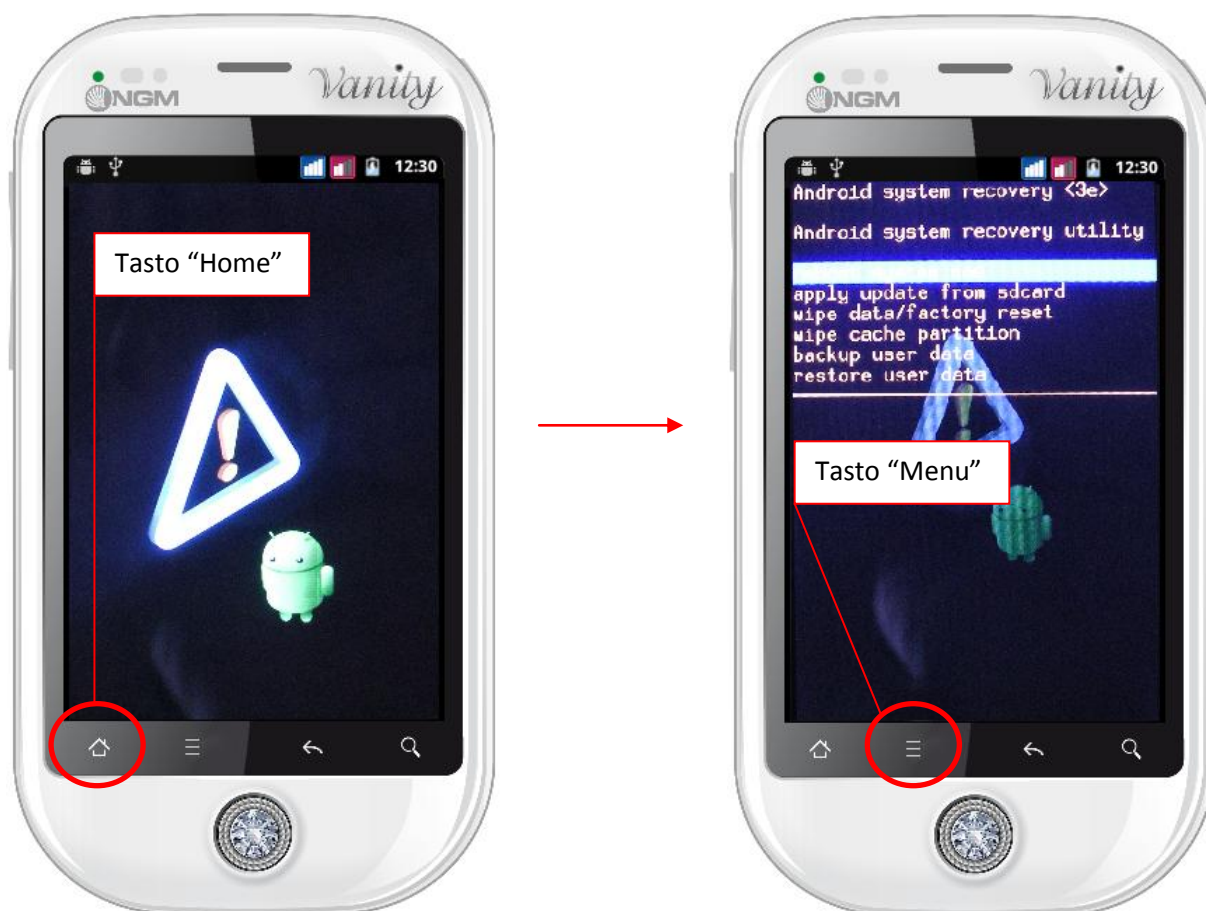 NGM
Vanity
12:30
Tasto “Home”
NGM
Vanity
12:30
Android system recovery <3e>
Android system recovery utility
apply update from sdcard
wipe data/factory reset
wipe cache partition
backup user data
restore user data
Tasto “Menu”